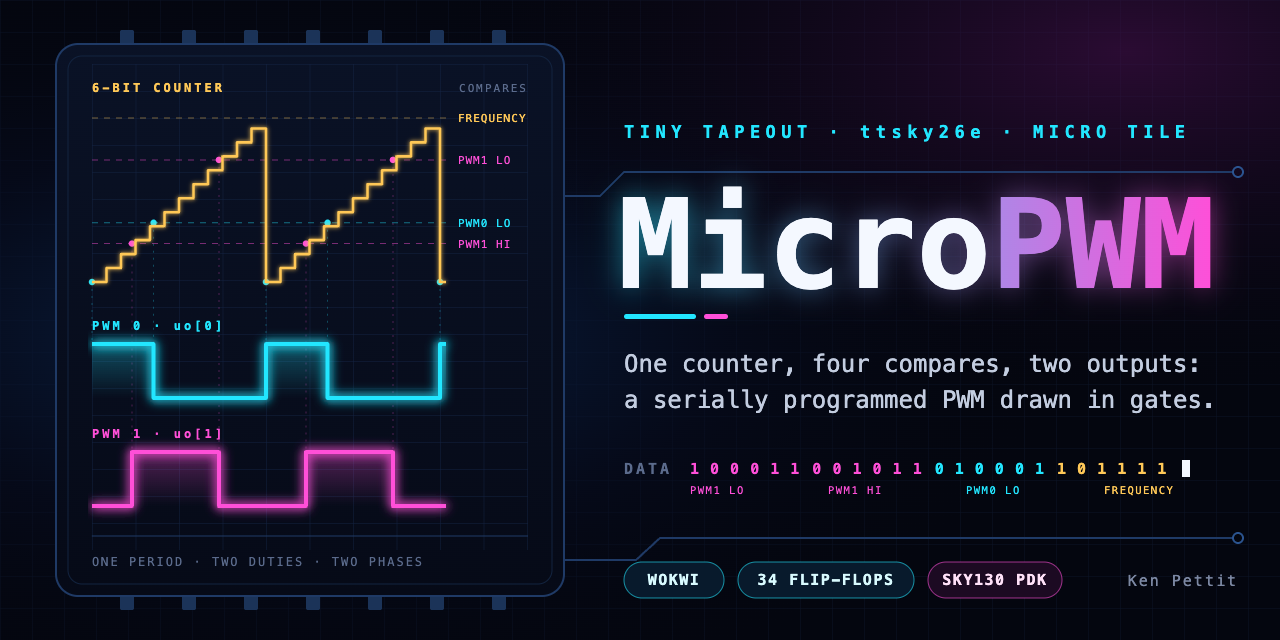 6-BIT COUNTER
COMPARES
FREQUENCY
PWM1 LO
PWM0 LO
PWM1 HI
PWM 0 · uo[0]
PWM 1 · uo[1]
ONE PERIOD · TWO DUTIES · TWO PHASES
TINY TAPEOUT · ttsky26e · MICRO TILE
MicroPWM
One counter, four compares, two outputs:
a serially programmed PWM drawn in gates.
DATA 1 0 0 0 1 1 0 0 1 0 1 1 0 1 0 0 0 1 1 0 1 1 1 1
PWM1 LO PWM1 HI PWM0 LO FREQUENCY
WOKWI 34 FLIP-FLOPS SKY130 PDK Ken Pettit